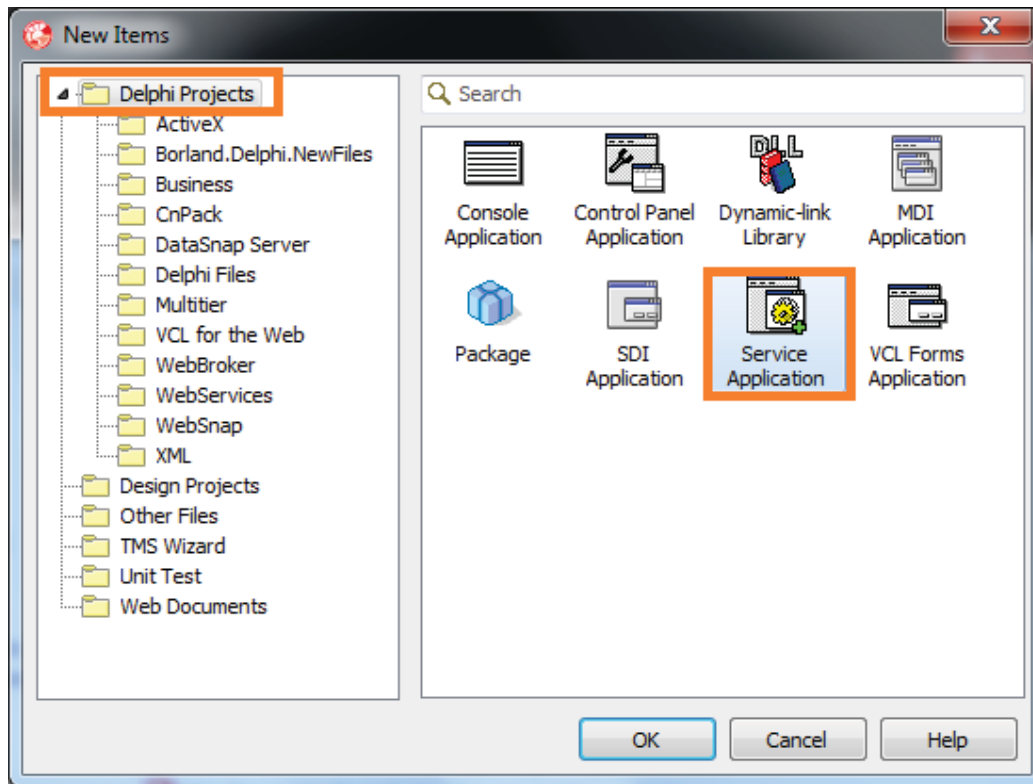 New Items
Delphi Projects
ActiveX
Borland.Delphi.NewFiles
Business
CnPack
DataSnap Server
Delphi Files
Multitier
VCL for the Web
WebBroker
WebServices
WebSnap
XML
Design Projects
Other Files
TMS Wizard
Unit Test
Web Documents
Search
DLL
Console
Application
Control Panel
Application
Dynamic-link
Library
MDI
Application
Package
SDI
Application
Service
Application
VCL Forms
Application
OK
Cancel
Help